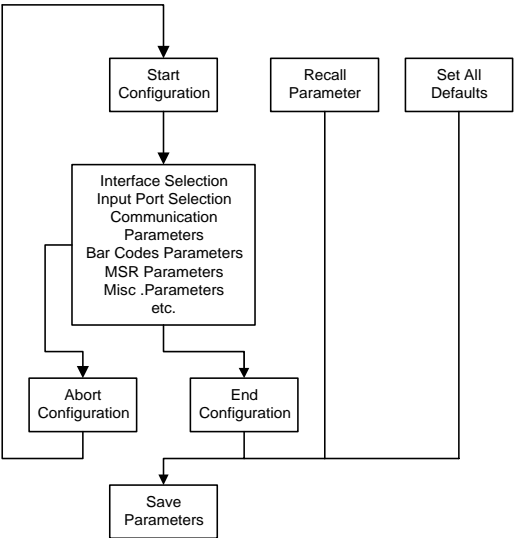 Start
Configuration
Recall
Parameter
Set All
Defaults
Interface Selection
Input Port Selection
Communication
Parameters
Bar Codes Parameters
MSR Parameters
Misc .Parameters
etc.
Abort
Configuration
End
Configuration
Save
Parameters